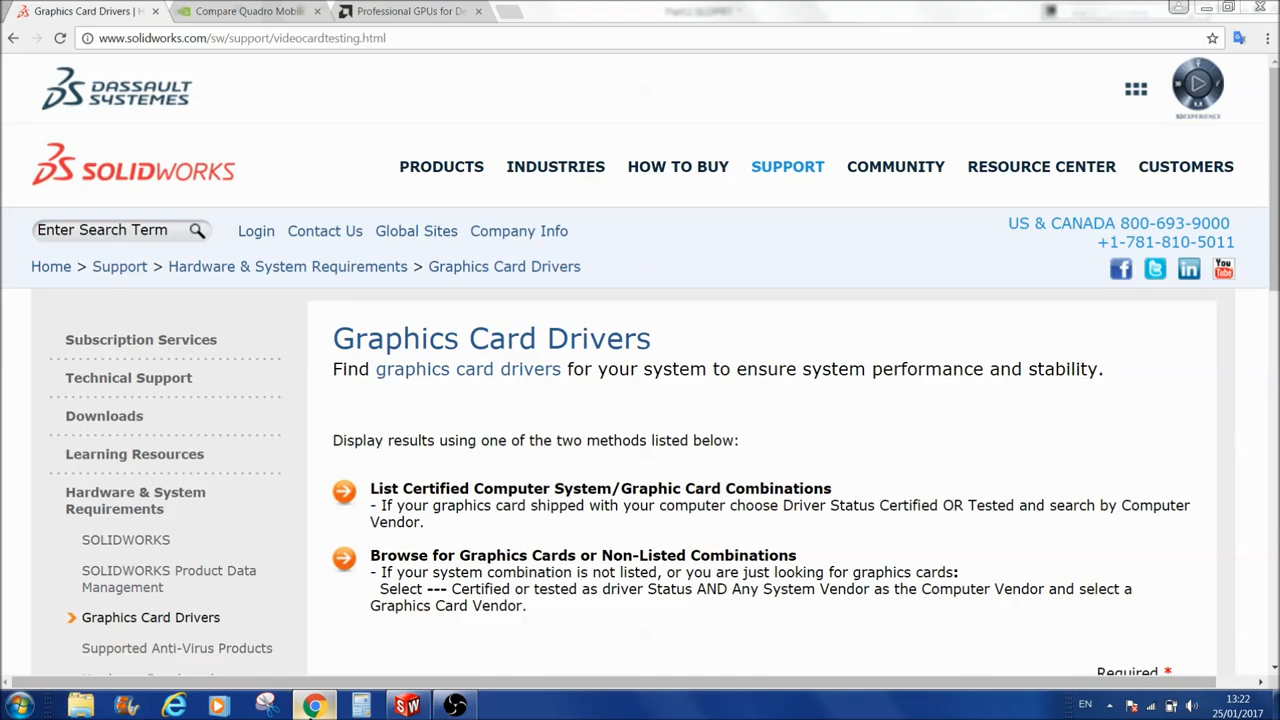 Graphics Card Drivers | H
Compare Quadro Mobile
Professional GPUs for De
www.solidworks.com/sw/support/videocardtesting.html
DASSAULT SYSTEMES
3DEXPERIENCE
SOLIDWORKS
PRODUCTS INDUSTRIES HOW TO BUY SUPPORT COMMUNITY RESOURCE CENTER CUSTOMERS
Enter Search Term Login Contact Us Global Sites Company Info
US & CANADA 800-693-9000
+1-781-810-5011
Home > Support > Hardware & System Requirements > Graphics Card Drivers
You Tube
Subscription Services
Technical Support
Downloads
Learning Resources
Hardware & System
Requirements
SOLIDWORKS
SOLIDWORKS Product Data
Management
Graphics Card Drivers
Supported Anti-Virus Products
Graphics Card Drivers
Find graphics card drivers for your system to ensure system performance and stability.
Display results using one of the two methods listed below:
List Certified Computer System/Graphic Card Combinations
- If your graphics card shipped with your computer choose Driver Status Certified OR Tested and search by Computer
Vendor.
Browse for Graphics Cards or Non-Listed Combinations
- If your system combination is not listed, or you are just looking for graphics cards:
Select --- Certified or tested as driver Status AND Any System Vendor as the Computer Vendor and select a
Graphics Card Vendor.
Required *
EN
13:22
25/01/2017